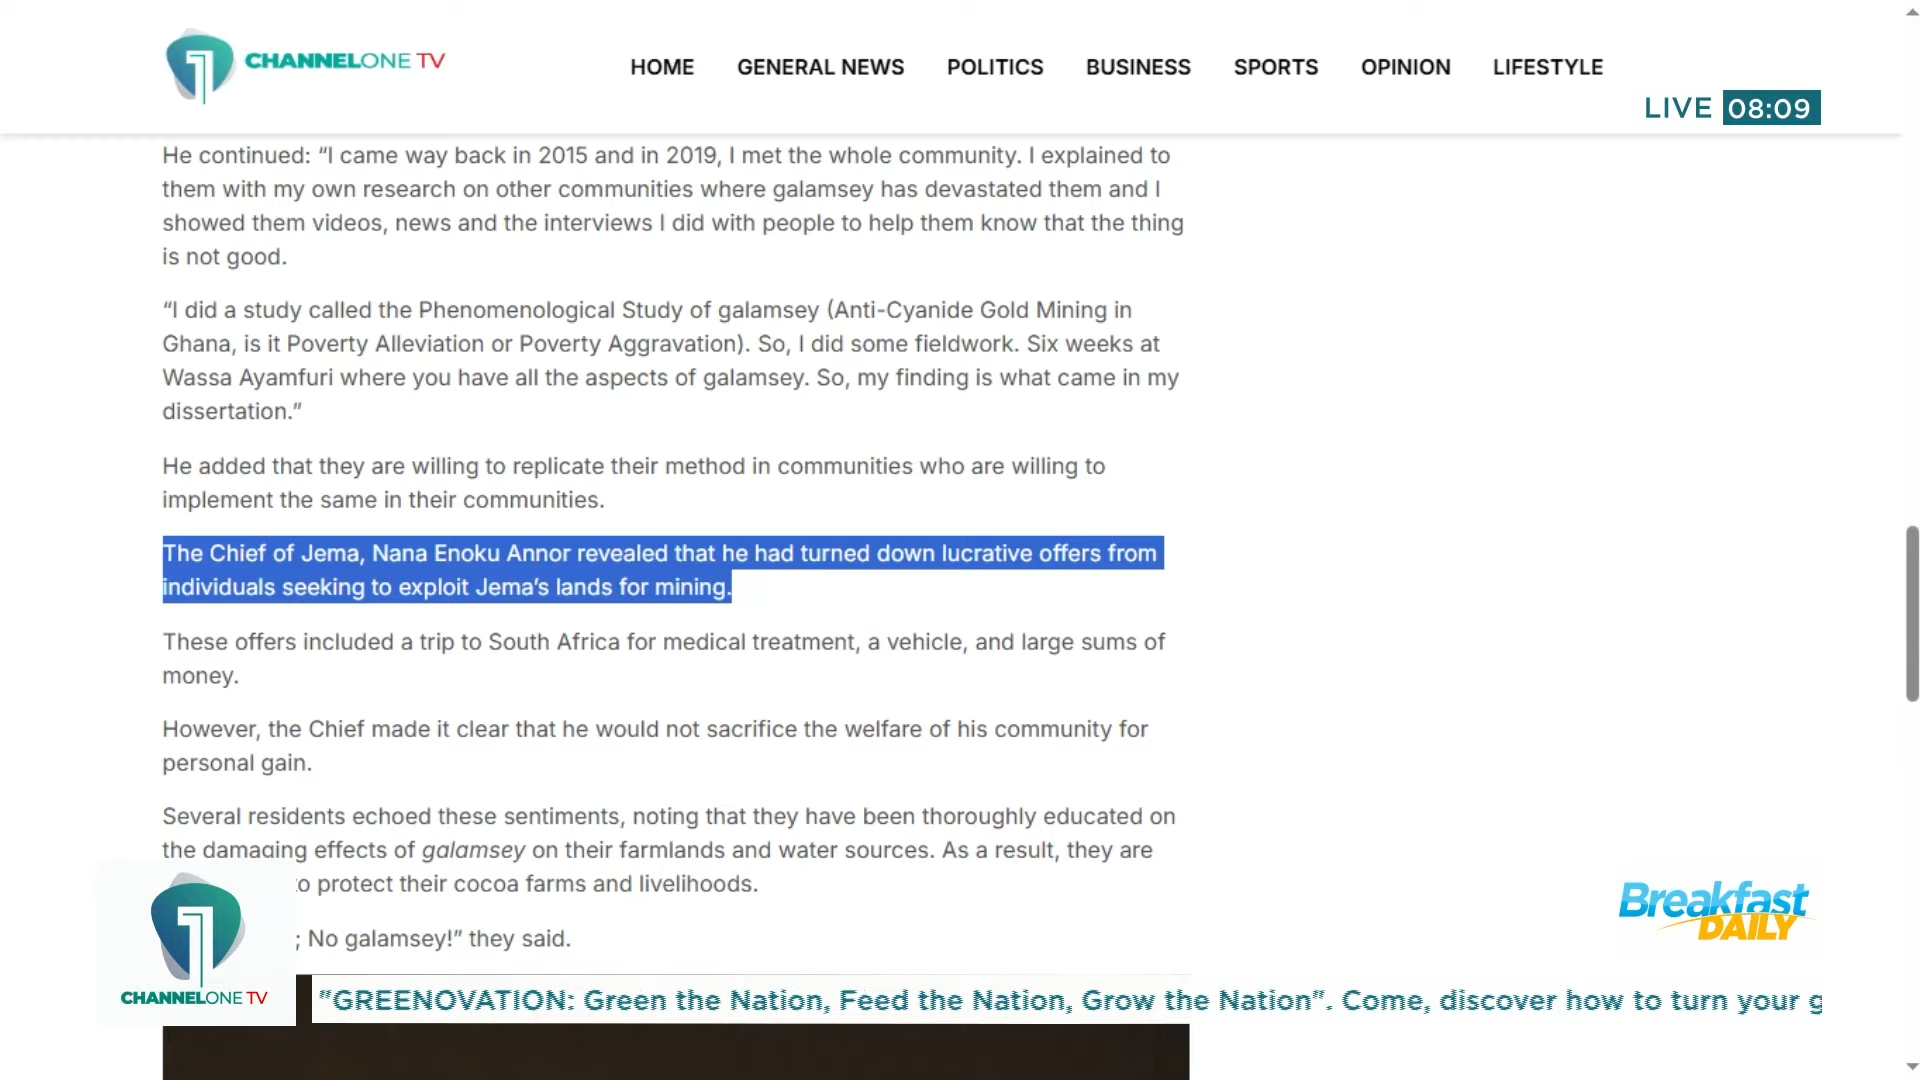 CHANNELONE TV
HOME GENERAL NEWS POLITICS BUSINESS SPORTS OPINION LIFESTYLE
LIVE 08:09
He continued: “I came way back in 2015 and in 2019, I met the whole community. I explained to
them with my own research on other communities where galamsey has devastated them and I
showed them videos, news and the interviews I did with people to help them know that the thing
is not good.
“I did a study called the Phenomenological Study of galamsey (Anti-Cyanide Gold Mining in
Ghana, is it Poverty Alleviation or Poverty Aggravation). So, I did some fieldwork. Six weeks at
Wassa Ayamfuri where you have all the aspects of galamsey. So, my finding is what came in my
dissertation.”
He added that they are willing to replicate their method in communities who are willing to
implement the same in their communities.
The Chief of Jema, Nana Enoku Annor revealed that he had turned down lucrative offers from
individuals seeking to exploit Jema’s lands for mining.
These offers included a trip to South Africa for medical treatment, a vehicle, and large sums of
money.
However, the Chief made it clear that he would not sacrifice the welfare of his community for
personal gain.
Several residents echoed these sentiments, noting that they have been thoroughly educated on
the damaging effects of galamsey on their farmlands and water sources. As a result, they are
to protect their cocoa farms and livelihoods.
; No galamsey!” they said.
Breakfast
DAILY
CHANNELONE TV
"GREENOVATION: Green the Nation, Feed the Nation, Grow the Nation". Come, discover how to turn your g